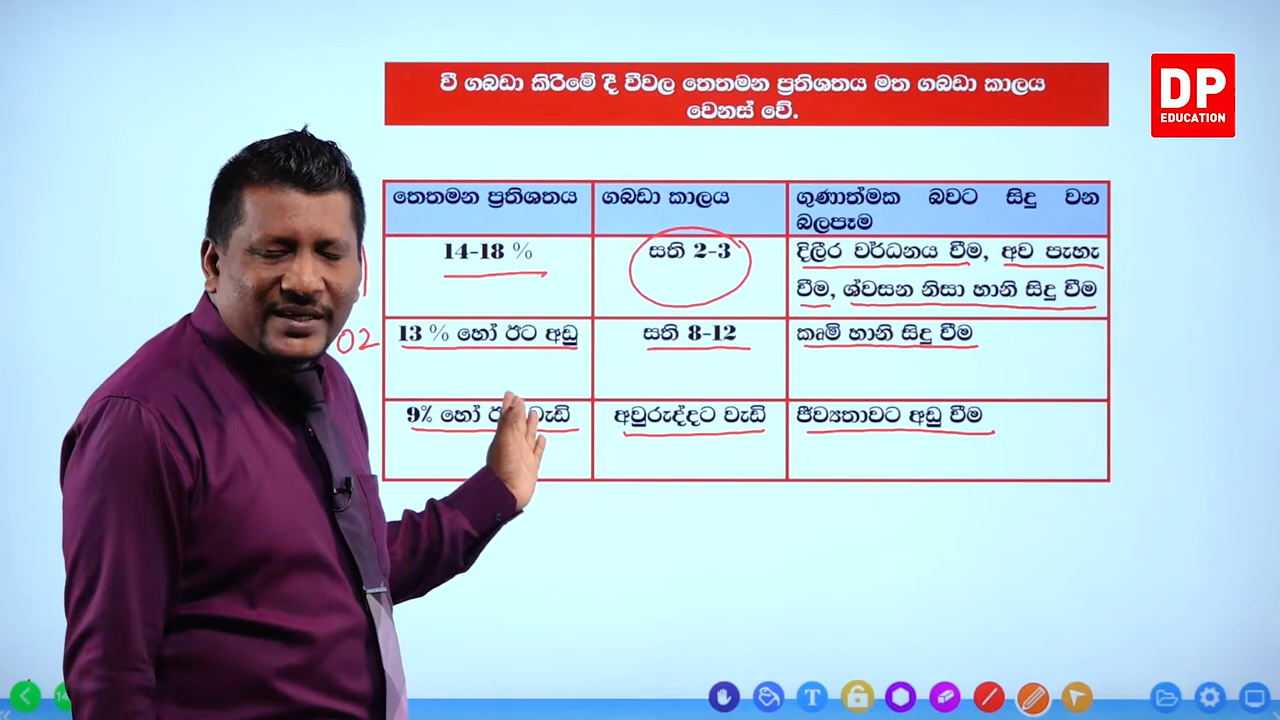 වී ගබඩා කිරීමේ දී වීවල තෙතමන ප්‍රතිශතය මත ගබඩා කාලය
වෙනස් වේ.
DP
EDUCATION
තෙතමන ප්‍රතිශතය ගබඩා කාලය ගුණාත්මක බවට සිදු වන
බලපෑම
14-18 % සති 2-3 දිලීර වර්ධනය වීම, අව පැහැ
වීම, ශ්වසන නිසා හානි සිදු වීම
02 13 % හෝ ඊට අඩු සති 8-12 කෘමි හානි සිදු වීම
9% හෝ වැඩි අවුරුද්දට වැඩි ජීව්‍යතාවට අඩු වීම
14
T